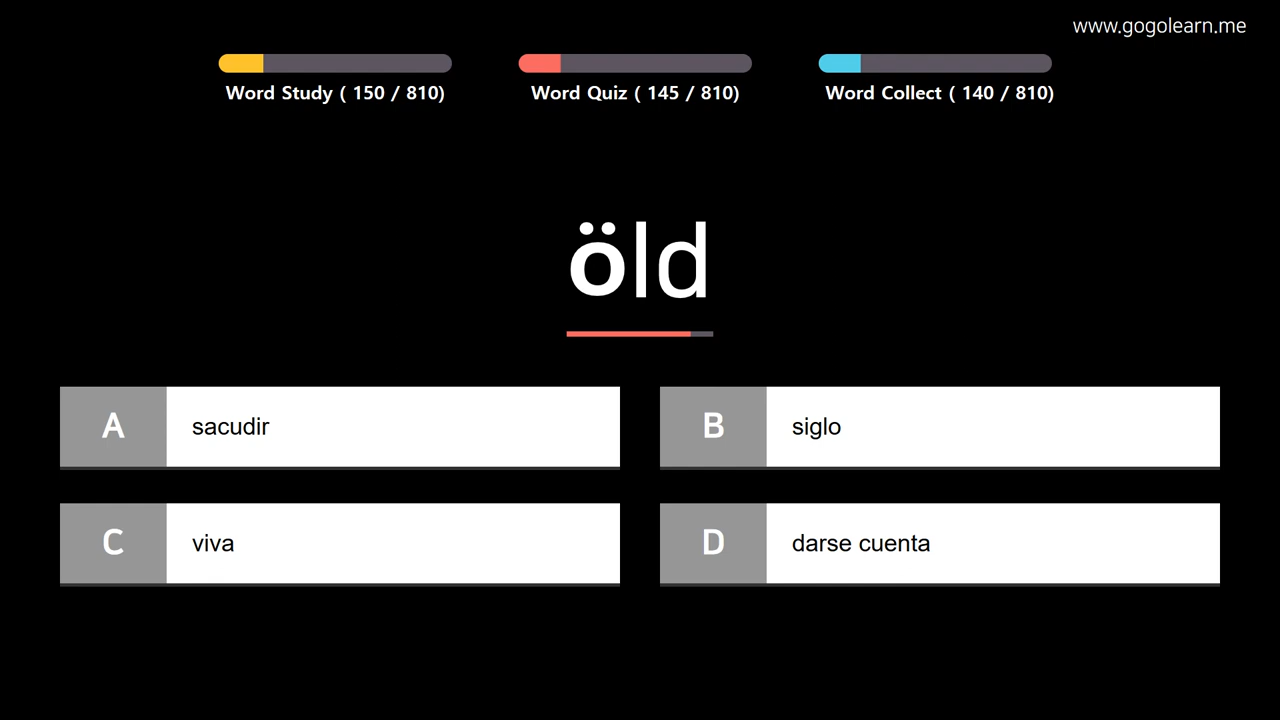 www.gogolearn.me
Word Study ( 150 / 810)
Word Quiz ( 145 / 810)
Word Collect ( 140 / 810)
öld
A
sacudir
B
siglo
C
viva
D
darse cuenta